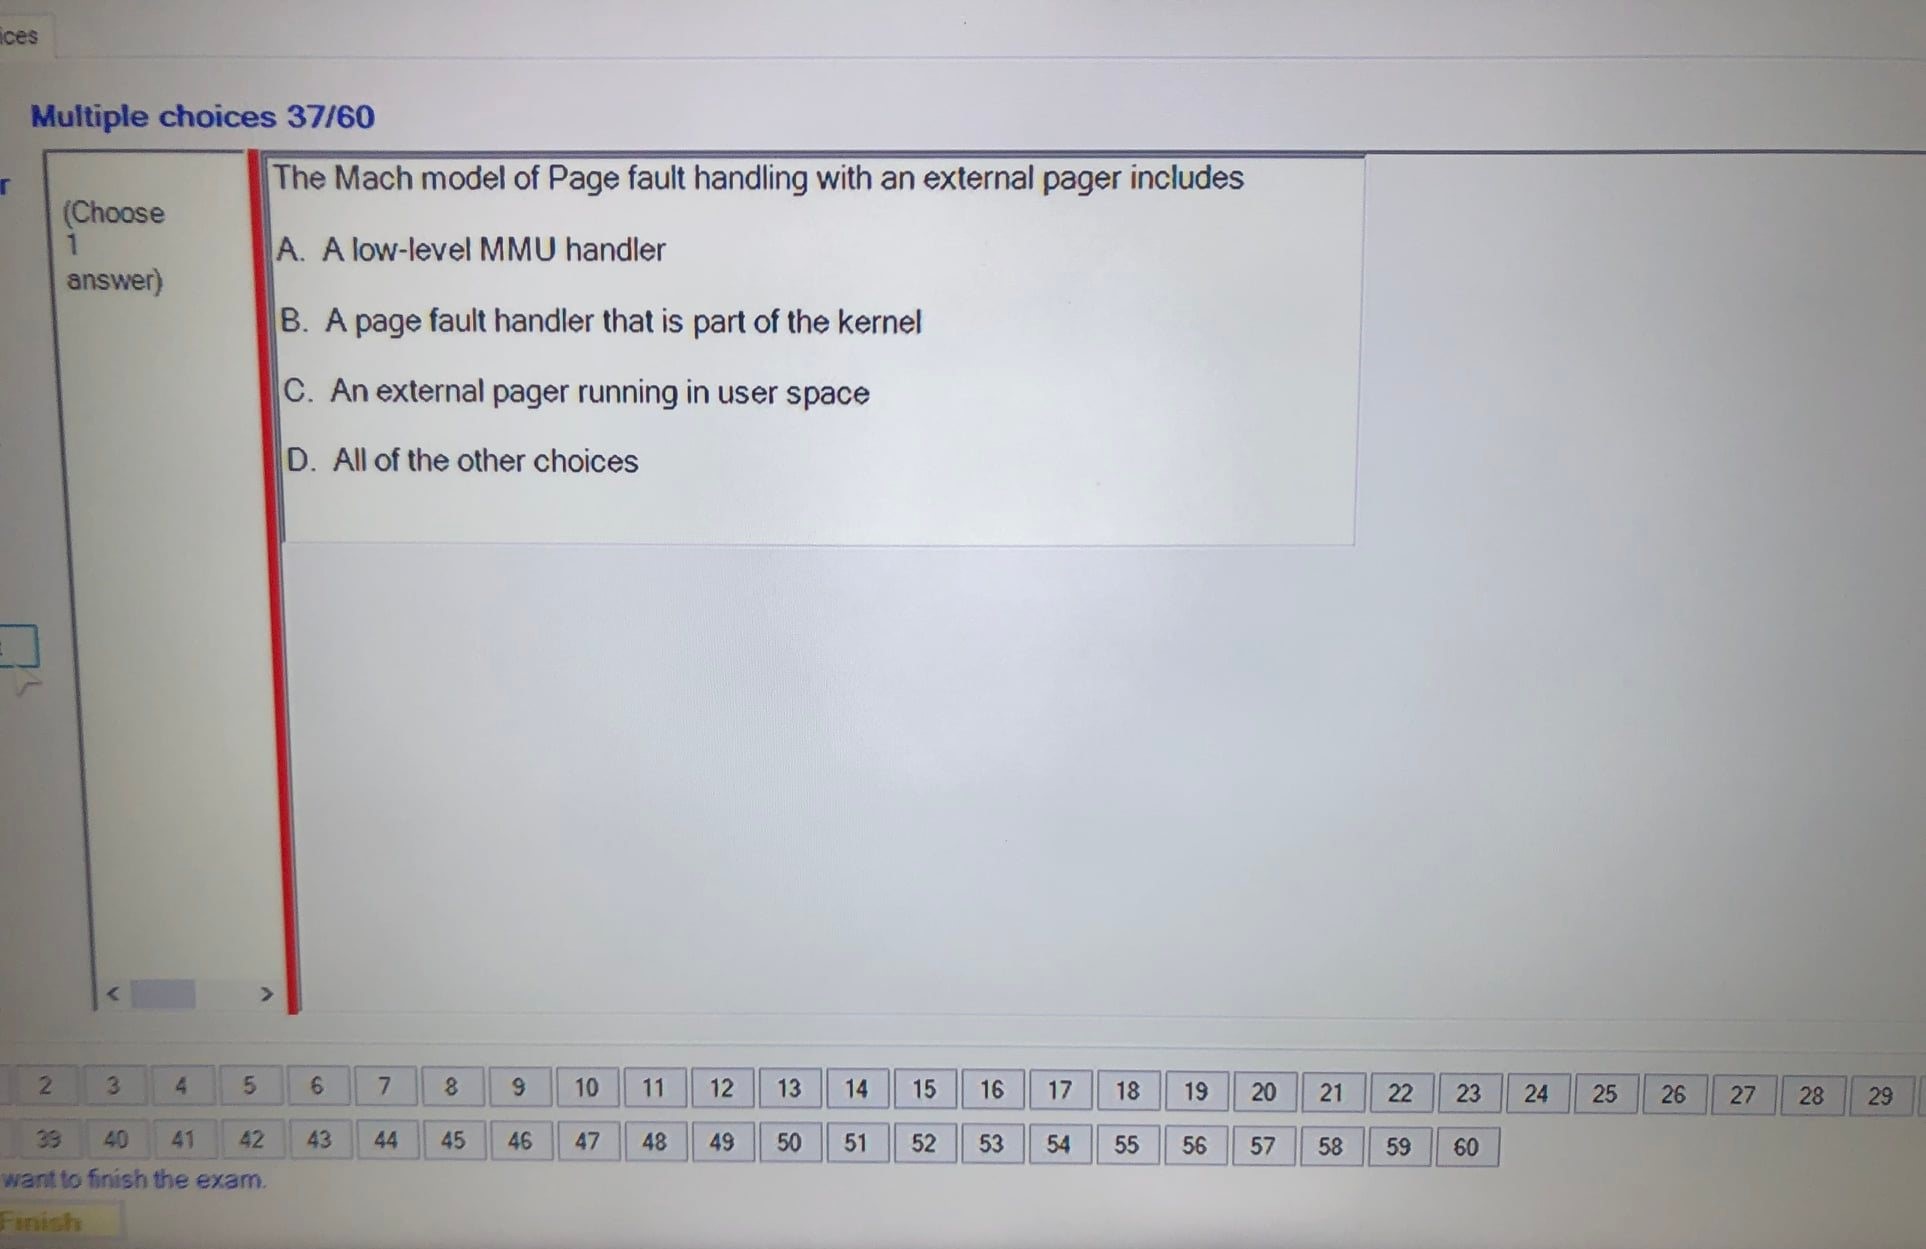 ices
Multiple choices 37/60
r
(Choose
1
answer)
The Mach model of Page fault handling with an external pager includes
A. A low-level MMU handler
B. A page fault handler that is part of the kernel
C. An external pager running in user space
D. All of the other choices
< >
2 3 4 5 6 7 8 9 10 11 12 13 14 15 16 17 18 19 20 21 22 23 24 25 26 27 28 29
39 40 41 42 43 44 45 46 47 48 49 50 51 52 53 54 55 56 57 58 59 60
want to finish the exam.
Finish